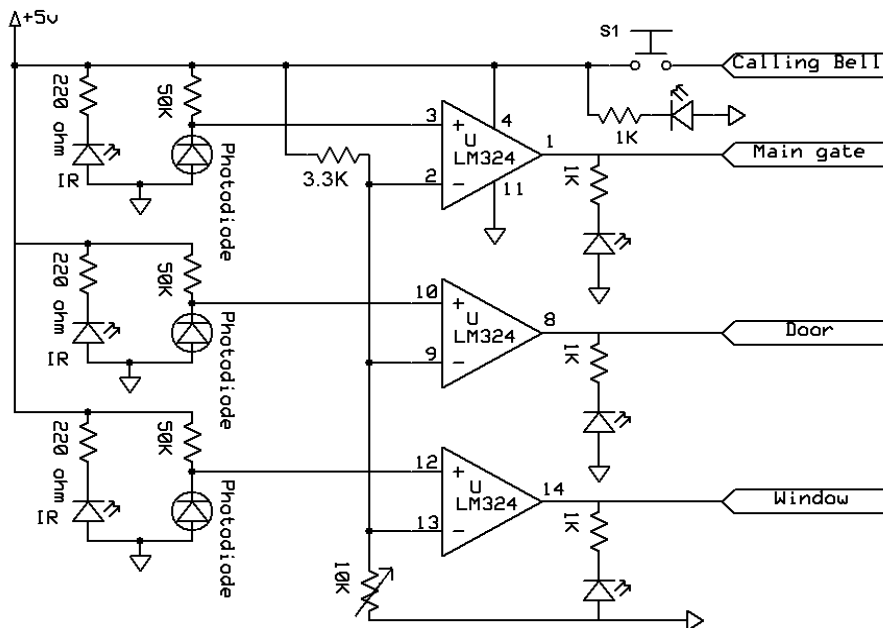 +5v
S1
Calling Bell
220 ohm
50K
3
4
1K
U
LM324
1
Main gate
IR
Photodiode
3.3K
2
11
1K
220 ohm
50K
10
U
LM324
8
Door
IR
Photodiode
9
1K
220 ohm
50K
12
U
LM324
14
Window
IR
Photodiode
13
1K
10K